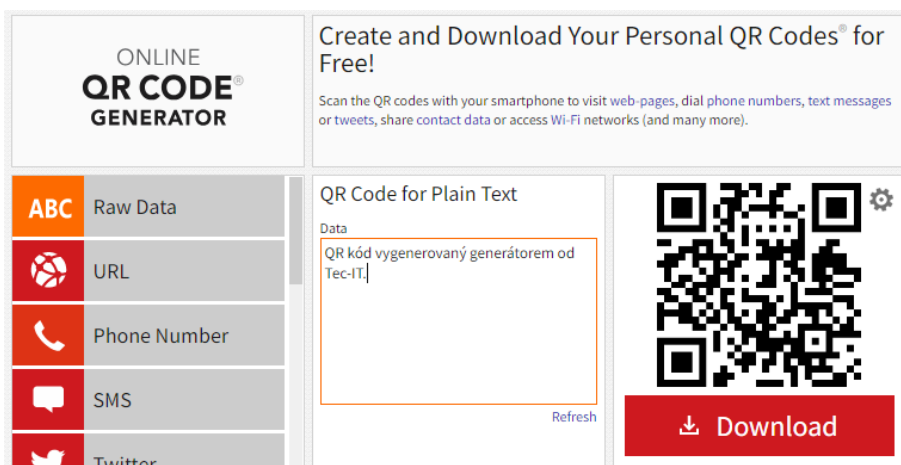 ONLINE
QR CODE®
GENERATOR
Create and Download Your Personal QR Codes® for
Free!
Scan the QR codes with your smartphone to visit web-pages, dial phone numbers, text messages
or tweets, share contact data or access Wi-Fi networks (and many more).
ABC Raw Data
URL
Phone Number
SMS
Twitter
QR Code for Plain Text
Data
QR kód vygenerovaný generátorem od
Tec-IT.
Refresh
Download